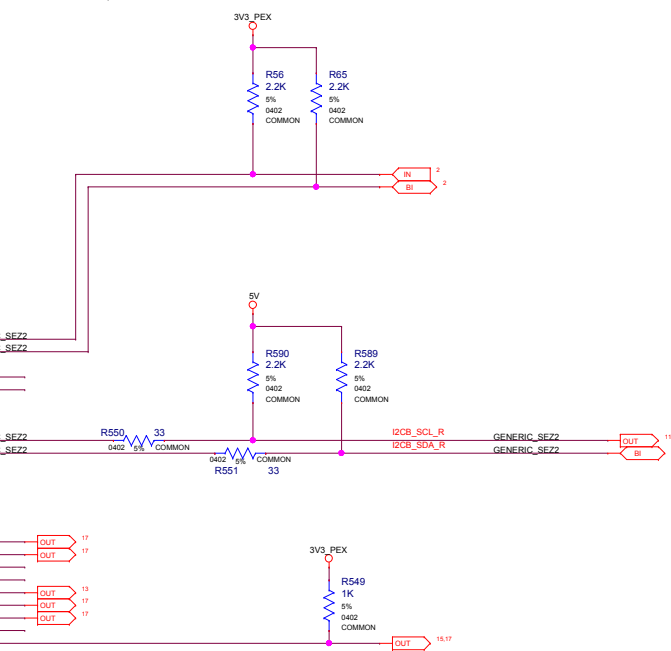 3V3_PEX
R56
2.2K
5%
0402
COMMON
R65
2.2K
5%
0402
COMMON
IN
2
BI
2
5V
_SEZ2
_SEZ2
R590
2.2K
5%
0402
COMMON
R589
2.2K
5%
0402
COMMON
_SEZ2
_SEZ2
R550
33
0402
5%
COMMON
0402
5%
COMMON
R551
33
I2CB_SCL_R
I2CB_SDA_R
GENERIC_SEZ2
GENERIC_SEZ2
OUT
11
BI
OUT
17
OUT
17
OUT
13
OUT
17
OUT
17
3V3_PEX
R549
1K
5%
0402
COMMON
OUT
15,17